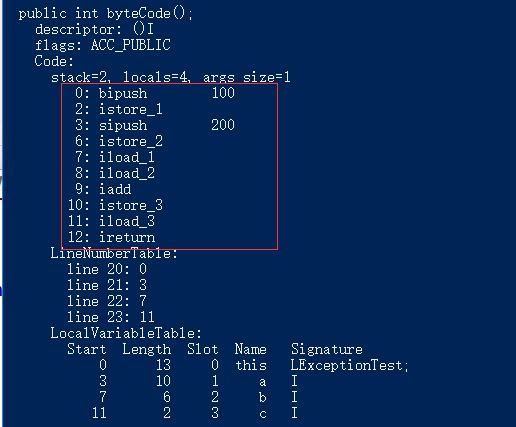 public int byteCode();
descriptor: ()I
flags: ACC_PUBLIC
Code:
stack=2, locals=4, args_size=1
0: bipush 100
2: istore_1
3: sipush 200
6: istore_2
7: iload_1
8: iload_2
9: iadd
10: istore_3
11: iload_3
12: ireturn
LineNumberTable:
line 20: 0
line 21: 3
line 22: 7
line 23: 11
LocalVariableTable:
Start Length Slot Name Signature
0 13 0 this LExceptionTest;
3 10 1 a I
7 6 2 b I
11 2 3 c I